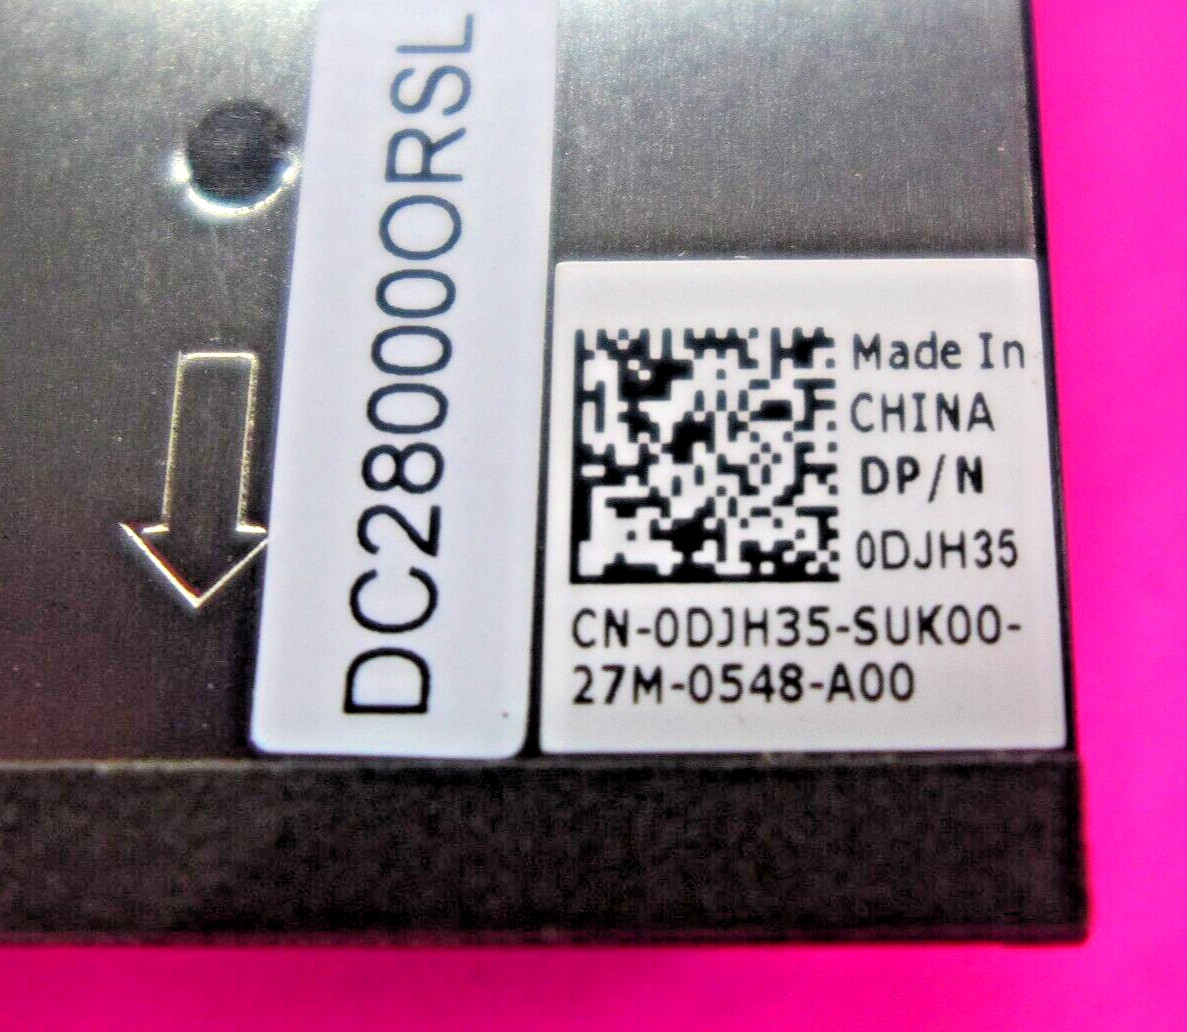 DC28000ORSL
Made In
CHINA
DP/N
0DJH35
CN-0DJH35-SUK00-
27M-0548-A00